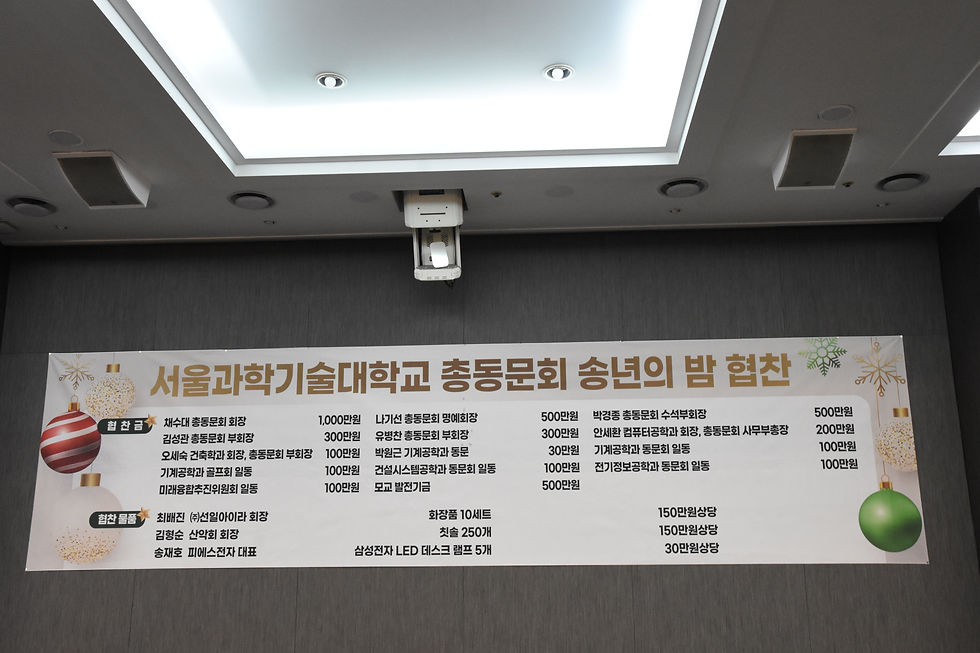 서울과학기술대학교 총동문회 송년의 밤 협찬
협찬금
채수대 총동문회 회장 1,000만원 나기선 총동문회 명예회장 500만원 박경종 총동문회 수석부회장 500만원
김성관 총동문회 부회장 300만원 유병찬 총동문회 부회장 300만원 안세환 컴퓨터공학과 회장, 총동문회 사무부총장 200만원
오세숙 건축학과 회장, 총동문회 부회장 100만원 박원근 기계공학과 동문 30만원 기계공학과 동문회 일동 100만원
기계공학과 골프회 일동 100만원 건설시스템공학과 동문회 일동 100만원 전기정보공학과 동문회 일동 100만원
미래융합추진위원회 일동 100만원 모교 발전기금 500만원
협찬 물품
최배진 ㈜선일아이라 회장 화장품 10세트 150만원상당
김형순 산악회 회장 칫솔 250개 150만원상당
송재호 피에스전자 대표 삼성전자 LED 데스크 램프 5개 30만원상당